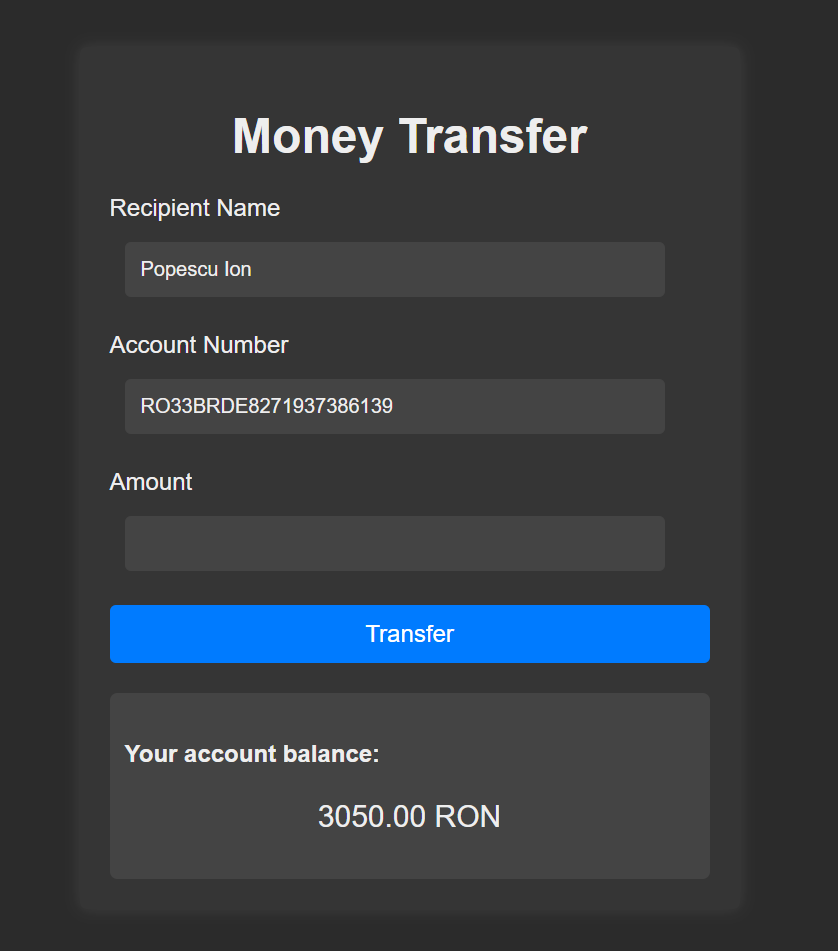 Money Transfer
Recipient Name
Popescu Ion
Account Number
RO33BRDE8271937386139
Amount
Transfer
Your account balance:
3050.00 RON